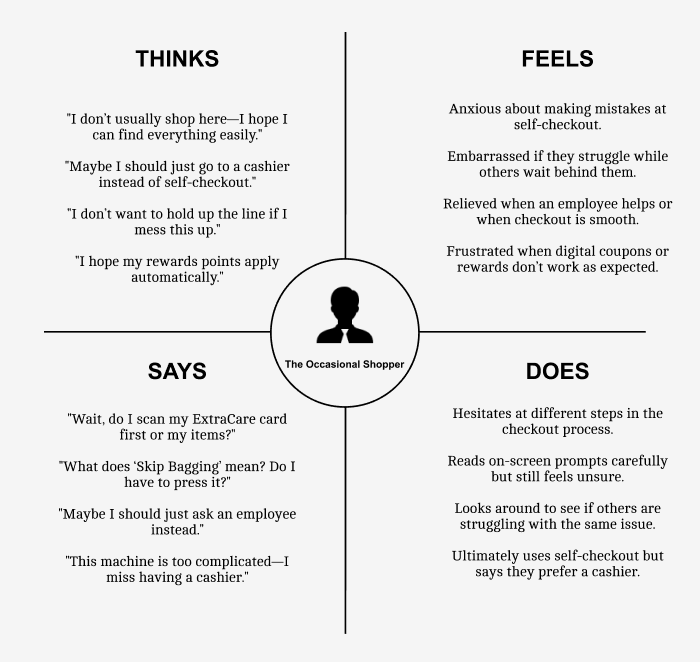 THINKS
"I don't usually shop here—I hope I
can find everything easily."
"Maybe I should just go to a cashier
instead of self-checkout."
"I don't want to hold up the line if I
mess this up."
"I hope my rewards points apply
automatically."
FEELS
Anxious about making mistakes at
self-checkout.
Embarrassed if they struggle while
others wait behind them.
Relieved when an employee helps or
when checkout is smooth.
Frustrated when digital coupons or
rewards don't work as expected.
The Occasional Shopper
SAYS
"Wait, do I scan my ExtraCare card
first or my items?"
"What does 'Skip Bagging' mean? Do I
have to press it?"
"Maybe I should just ask an employee
instead."
"This machine is too complicated—I
miss having a cashier."
DOES
Hesitates at different steps in the
checkout process.
Reads on-screen prompts carefully
but still feels unsure.
Looks around to see if others are
struggling with the same issue.
Ultimately uses self-checkout but
says they prefer a cashier.